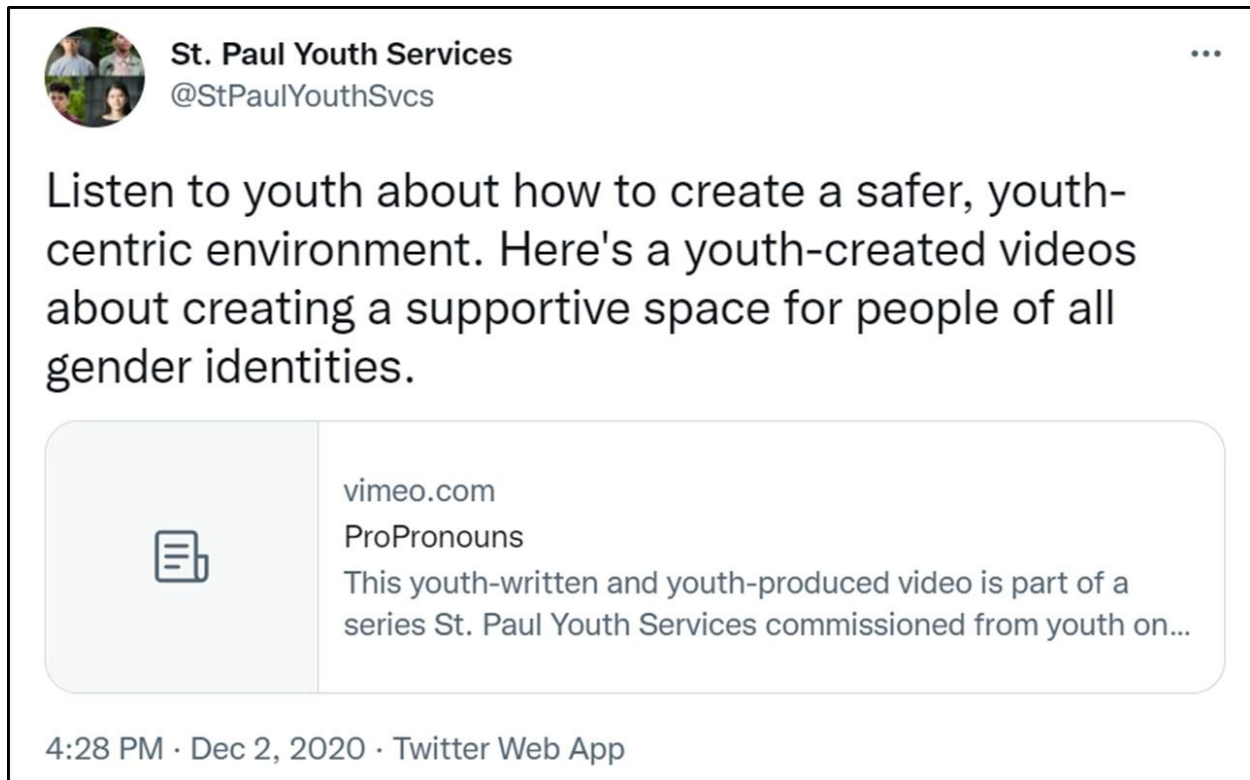 St. Paul Youth Services
@StPaulYouthSvcs
Listen to youth about how to create a safer, youth-
centric environment. Here's a youth-created videos
about creating a supportive space for people of all
gender identities.
vimeo.com
ProPronouns
This youth-written and youth-produced video is part of a
series St. Paul Youth Services commissioned from youth on...
4:28 PM · Dec 2, 2020 · Twitter Web App